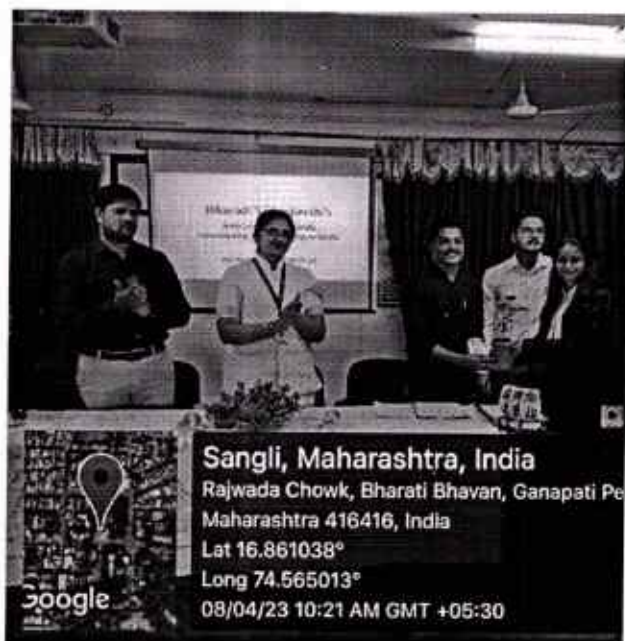 Sangli, Maharashtra, India
Rajwada Chowk, Bharati Bhavan, Ganapati Pe
Maharashtra 416416, India
Lat 16.861038°
Long 74.565013°
08/04/23 10:21 AM GMT +05:30
Google